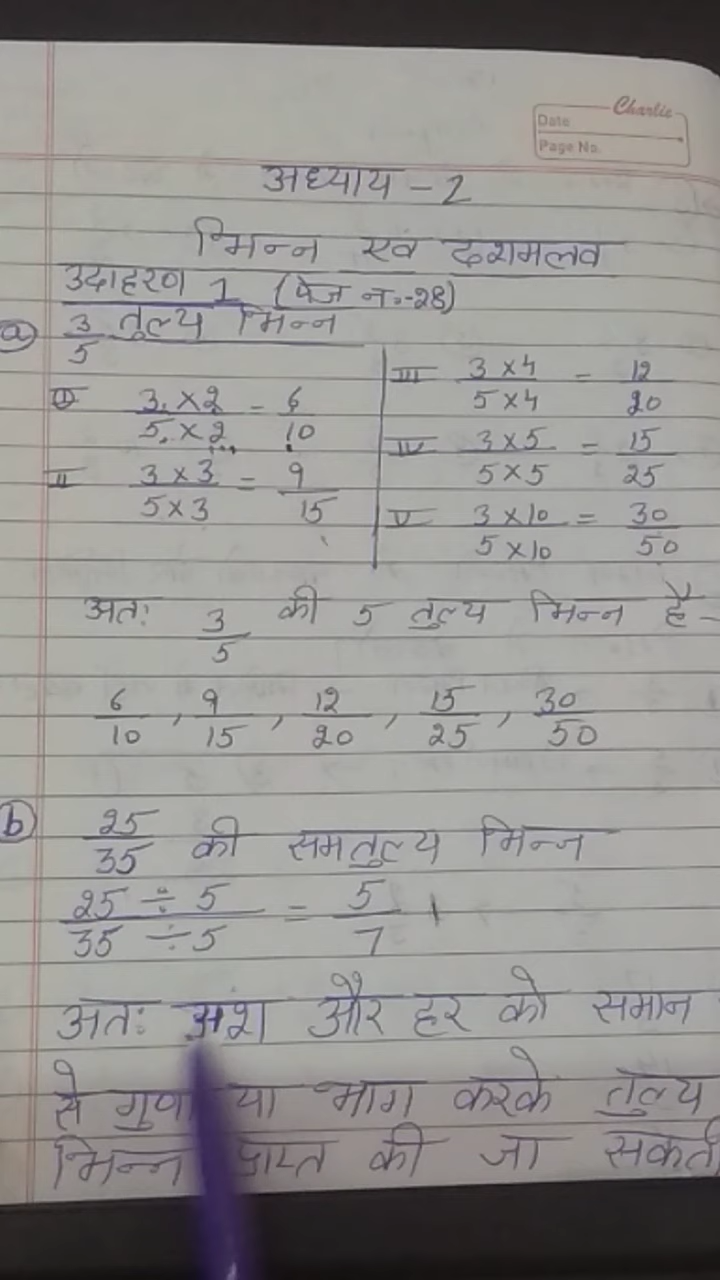 Charlie
Date
Page No.
अध्याय - 2
भिन्न एवं दशमलव
उदाहरण 1 (पेज न.-28)
(a) 3/5 तुल्य भिन्न
I 3×2/5×2 = 6/10
II 3×3/5×3 = 9/15
III 3×4/5×4 = 12/20
IV 3×5/5×5 = 15/25
V 3×10/5×10 = 30/50
अतः 3/5 की 5 तुल्य भिन्न है -
6/10, 9/15, 12/20, 15/25, 30/50
(b) 25/35 की समतुल्य भिन्न
25÷5/35÷5 = 5/7
अतः अंश और हर को समान
से गुणा या भाग करके तुल्य
भिन्न प्राप्त की जा सकती